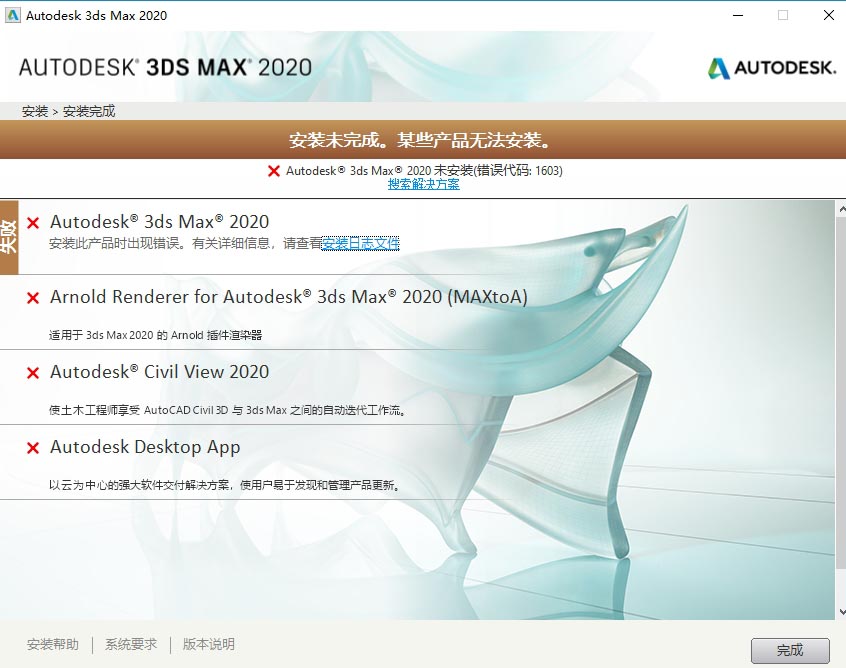 Autodesk 3ds Max 2020
AUTODESK® 3DS MAX® 2020
AUTODESK.
安装 > 安装完成
安装未完成。某些产品无法安装。
Autodesk® 3ds Max® 2020 未安装(错误代码: 1603)
搜索解决方案
失败
Autodesk® 3ds Max® 2020
安装此产品时出现错误。有关详细信息，请查看安装日志文件
Arnold Renderer for Autodesk® 3ds Max® 2020 (MAXtoA)
适用于 3ds Max 2020 的 Arnold 插件渲染器
Autodesk® Civil View 2020
使土木工程师享受 AutoCAD Civil 3D 与 3ds Max 之间的自动迭代工作流。
Autodesk Desktop App
以云为中心的强大软件交付解决方案，使用户易于发现和管理产品更新。
安装帮助 | 系统要求 | 版本说明
完成